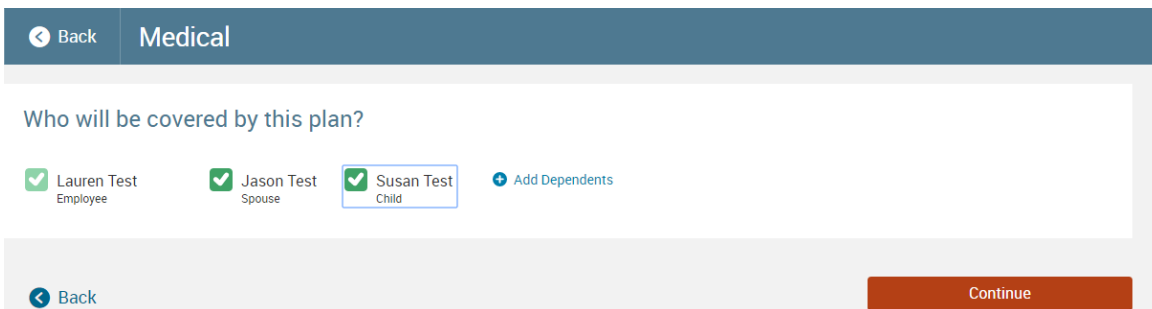 Back Medical
Who will be covered by this plan?
Lauren Test Jason Test Susan Test Add Dependents
Employee Spouse Child
Back Continue